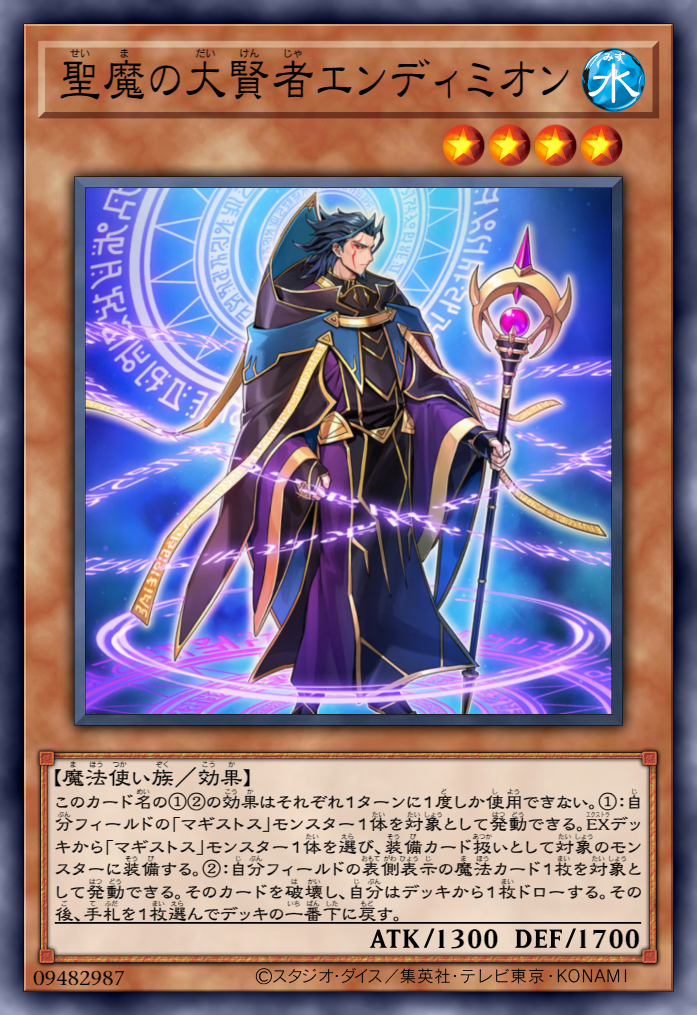 聖魔の大賢者エンディミオン
水
【魔法使い族／効果】
このカード名の①②の効果はそれぞれ1ターンに1度しか使用できない。①：自
分フィールドの「マギストス」モンスター1体を対象として発動できる。EXデッ
キから「マギストス」モンスター1体を選び、装備カード扱いとして対象のモン
スターに装備する。②：自分フィールドの表側表示の魔法カード1枚を対象と
して発動できる。そのカードを破壊し、自分はデッキから1枚ドローする。その
後、手札を1枚選んでデッキの一番下に戻す。
ATK/1300 DEF/1700
09482987 ©スタジオ・ダイス／集英社・テレビ東京・KONAMI